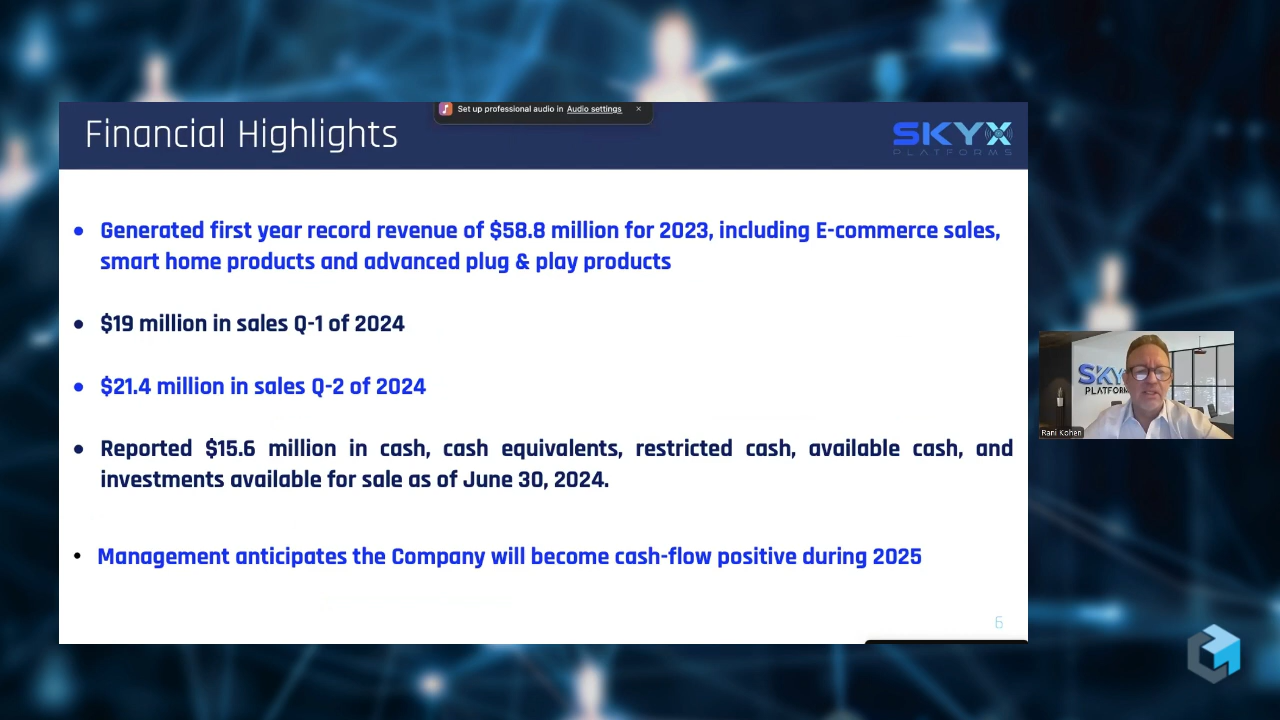 Set up professional audio in Audio settings ×
Financial Highlights
SKYX
PLATFORMS
• Generated first year record revenue of $58.8 million for 2023, including E-commerce sales,
smart home products and advanced plug & play products
• $19 million in sales Q-1 of 2024
• $21.4 million in sales Q-2 of 2024
• Reported $15.6 million in cash, cash equivalents, restricted cash, available cash, and
investments available for sale as of June 30, 2024.
• Management anticipates the Company will become cash-flow positive during 2025
6
Rani Kohen